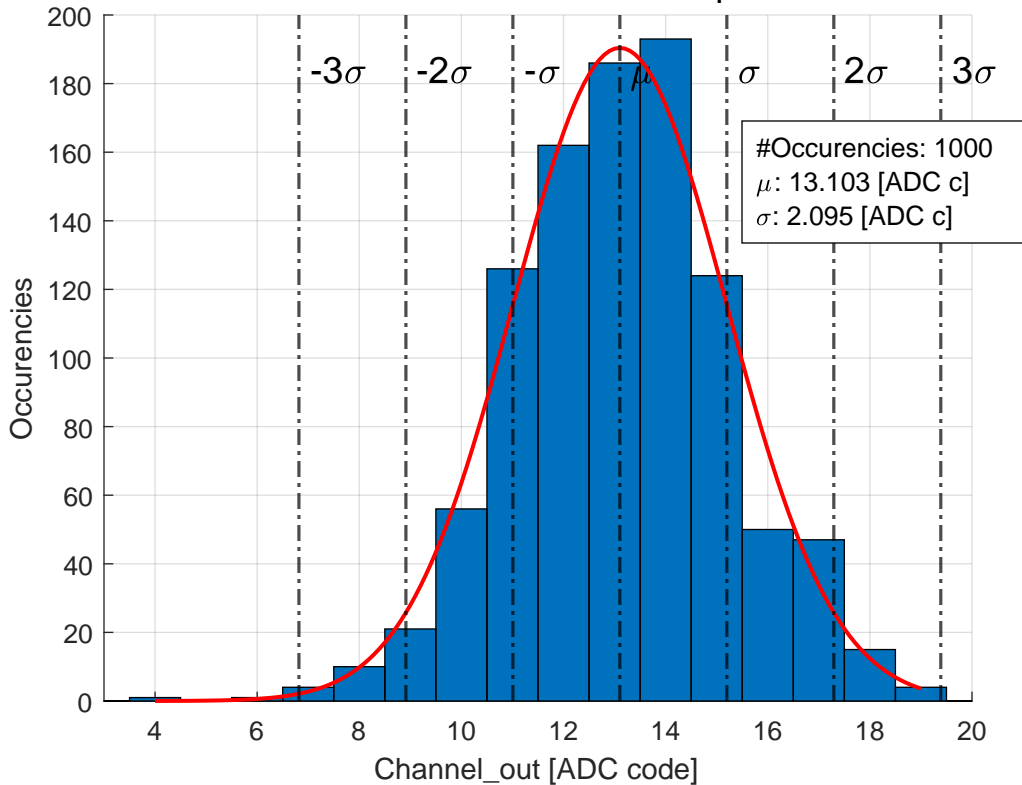 200
180
160
140
120
100
80
60
40
20
0
Occurencies
-3σ -2σ -σ μ σ 2σ 3σ
#Occurencies: 1000
μ: 13.103 [ADC c]
σ: 2.095 [ADC c]
4 6 8 10 12 14 16 18 20
Channel_out [ADC code]